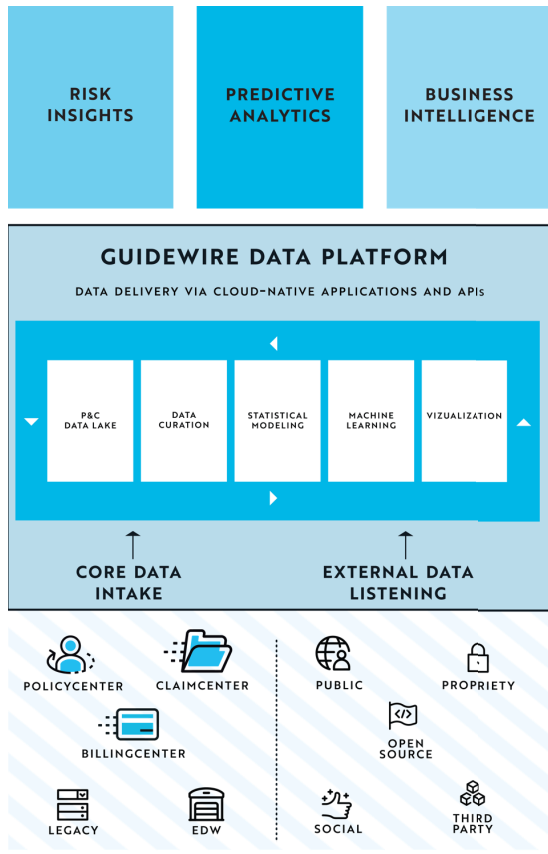 RISK
INSIGHTS
PREDICTIVE
ANALYTICS
BUSINESS
INTELLIGENCE
GUIDEWIRE DATA PLATFORM
DATA DELIVERY VIA CLOUD-NATIVE APPLICATIONS AND APIs
P&C
DATA LAKE
DATA
CURATION
STATISTICAL
MODELING
MACHINE
LEARNING
VIZUALIZATION
CORE DATA
INTAKE
EXTERNAL DATA
LISTENING
POLICYCENTER
CLAIMCENTER
BILLINGCENTER
LEGACY
EDW
PUBLIC
PROPRIETY
</>
OPEN
SOURCE
SOCIAL
THIRD
PARTY